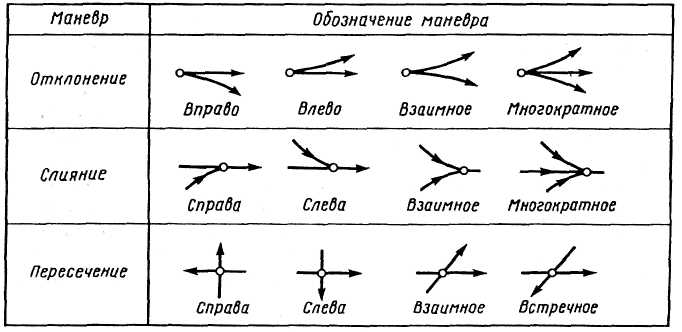 Маневр Обозначение маневра
Отклонение
Вправо Влево Взаимное Многократное
Слияние
Справа Слева Взаимное Многократное
Пересечение
Справа Слева Взаимное Встречное